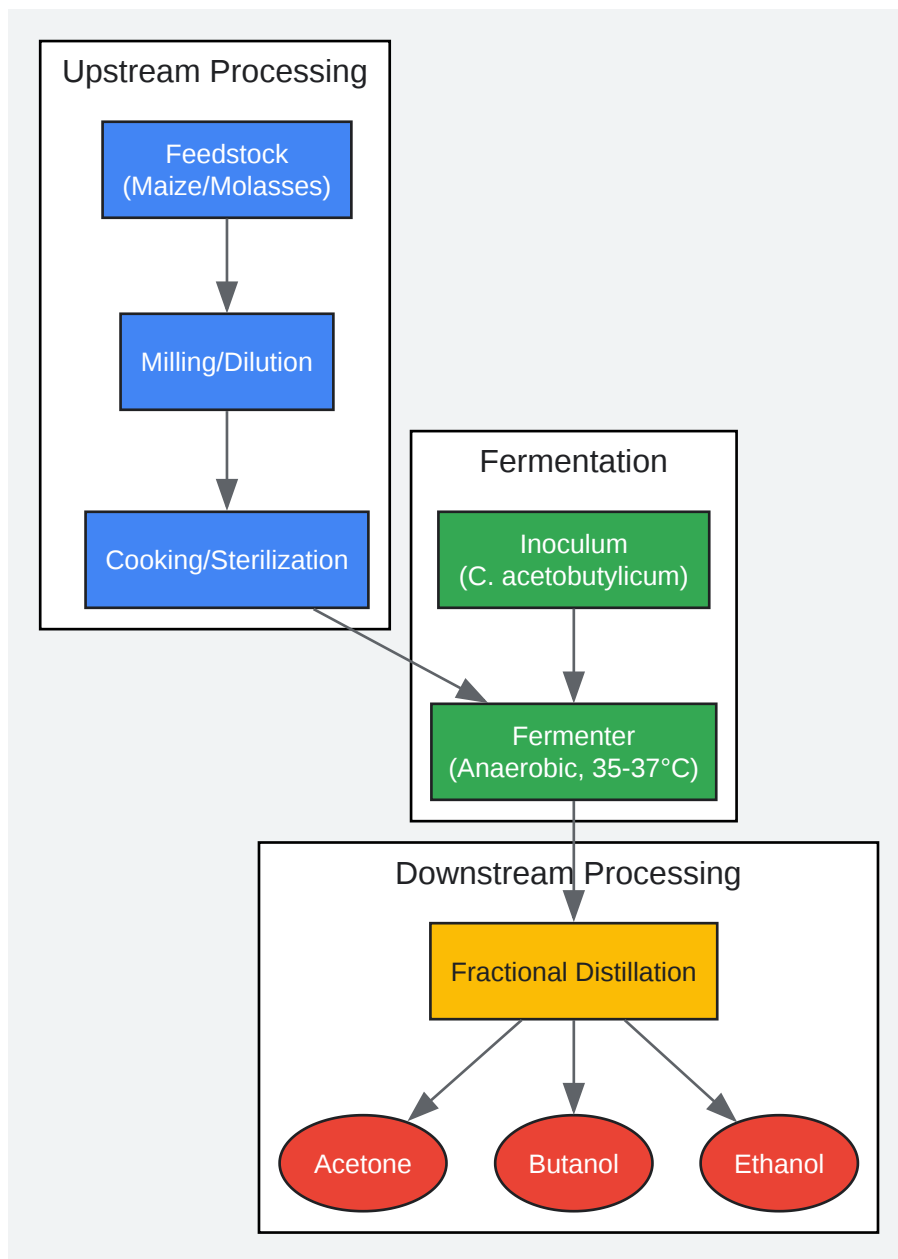 Upstream Processing
Feedstock
(Maize/Molasses)
Milling/Dilution
Cooking/Sterilization
Fermentation
Inoculum
(C. acetobutylicum)
Fermenter
(Anaerobic, 35-37°C)
Downstream Processing
Fractional Distillation
Acetone
Butanol
Ethanol